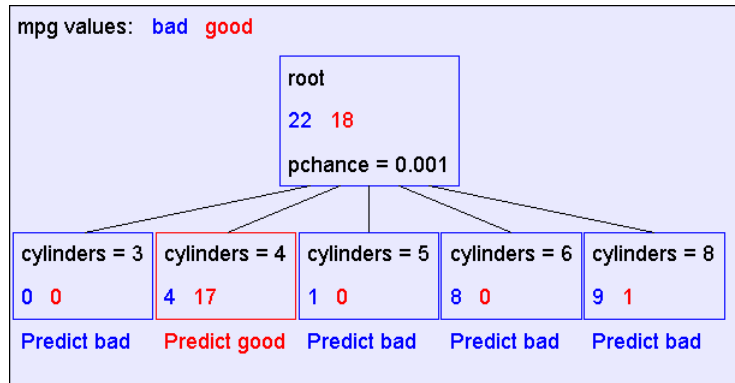 mpg values: bad good
root
22 18
pchance = 0.001
cylinders = 3 cylinders = 4 cylinders = 5 cylinders = 6 cylinders = 8
0 0 4 17 1 0 8 0 9 1
Predict bad Predict good Predict bad Predict bad Predict bad